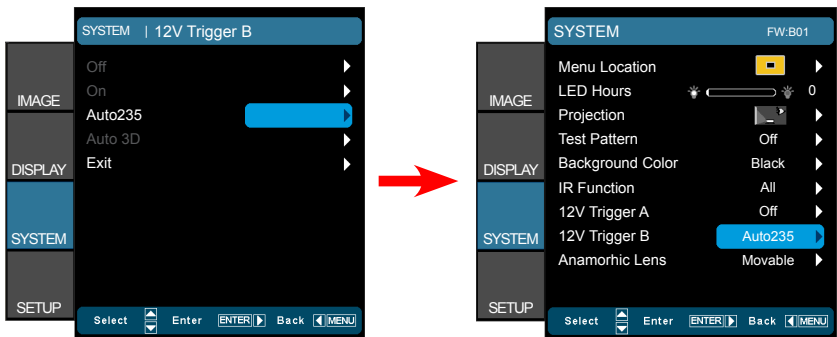 SYSTEM | 12V Trigger B
Off
On
Auto235
Auto 3D
Exit
IMAGE
DISPLAY
SYSTEM
SETUP
Select Enter ENTER Back MENU
SYSTEM FW:B01
Menu Location
LED Hours 0
Projection
Test Pattern Off
Background Color Black
IR Function All
12V Trigger A Off
12V Trigger B Auto235
Anamorhic Lens Movable
IMAGE
DISPLAY
SYSTEM
SETUP
Select Enter ENTER Back MENU